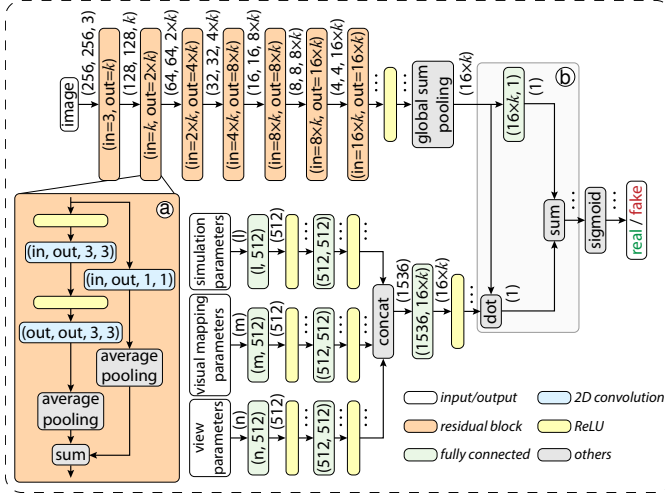 image
(256, 256, 3)
(in=3, out=k)
(128, 128, k)
(in=k, out=2×k)
(64, 64, 2×k)
(in=2×k, out=4×k)
(32, 32, 4×k)
(in=4×k, out=8×k)
(16, 16, 8×k)
(in=8×k, out=8×k)
(8, 8, 8×k)
(in=8×k, out=16×k)
(4, 4, 16×k)
(in=16×k, out=16×k)
......
......
global sum
pooling
(16×k)
b
(16×k, 1)
(1)
a
(in, out, 3, 3)
(in, out, 1, 1)
(out, out, 3, 3)
average
pooling
average
pooling
sum
simulation
parameters
(l)
(l, 512)
(512)
...
(512, 512)
...
...
visual mapping
parameters
(m)
(m, 512)
(512)
...
(512, 512)
...
...
view
parameters
(n)
(n, 512)
(512)
...
(512, 512)
...
...
concat
(1536)
(1536, 16×k)
(16×k)
...
dot
(1)
sum
...
sigmoid
...
real / fake
input/output
2D convolution
residual block
ReLU
fully connected
others